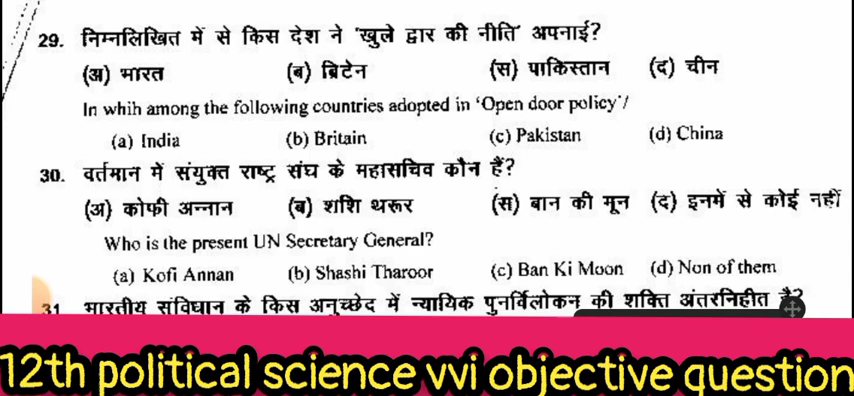 29. निम्नलिखित में से किस देश ने 'खुले द्वार की नीति' अपनाई?
(अ) भारत (ब) ब्रिटेन (स) पाकिस्तान (द) चीन
In whih among the following countries adopted in ‘Open door policy’/
(a) India (b) Britain (c) Pakistan (d) China
30. वर्तमान में संयुक्त राष्ट्र संघ के महासचिव कौन हैं?
(अ) कोफी अन्नान (ब) शशि थरूर (स) बान की मून (द) इनमें से कोई नहीं
Who is the present UN Secretary General?
(a) Kofi Annan (b) Shashi Tharoor (c) Ban Ki Moon (d) Non of them
31 भारतीय संविधान के किस अनुच्छेद में न्यायिक पुनर्विलोकन की शक्ति अंतरनिहीत है?
12th political science vvi objective question